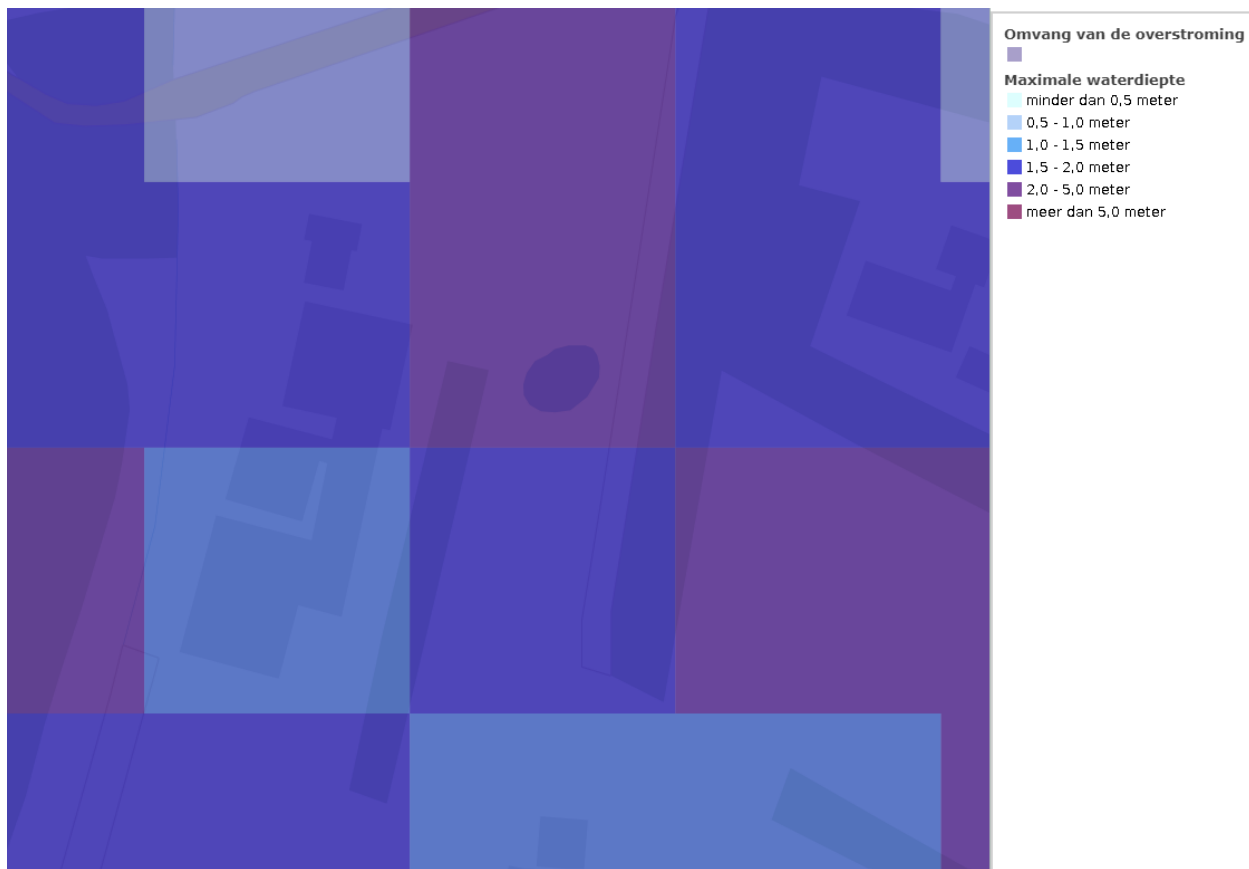 Omvang van de overstroming
Maximale waterdiepte
minder dan 0,5 meter
0,5 - 1,0 meter
1,0 - 1,5 meter
1,5 - 2,0 meter
2,0 - 5,0 meter
meer dan 5,0 meter